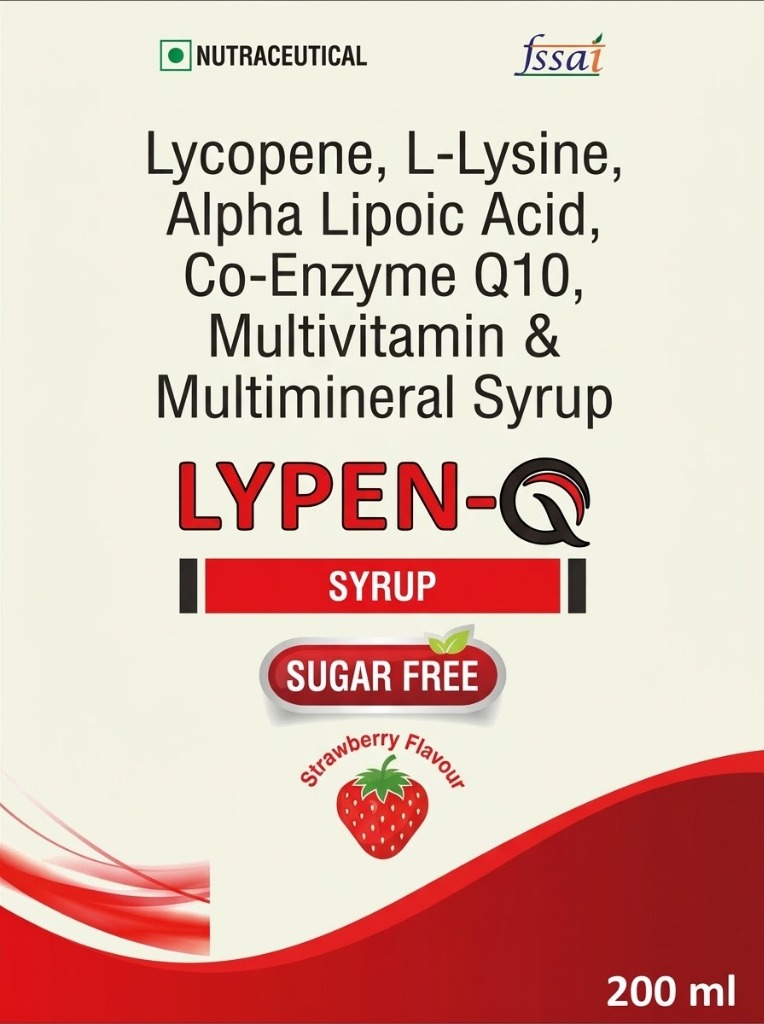 NUTRACEUTICAL
fssai
Lycopene, L-Lysine,
Alpha Lipoic Acid,
Co-Enzyme Q10,
Multivitamin &
Multimineral Syrup
LYPEN-Q
SYRUP
SUGAR FREE
Strawberry Flavour
200 ml